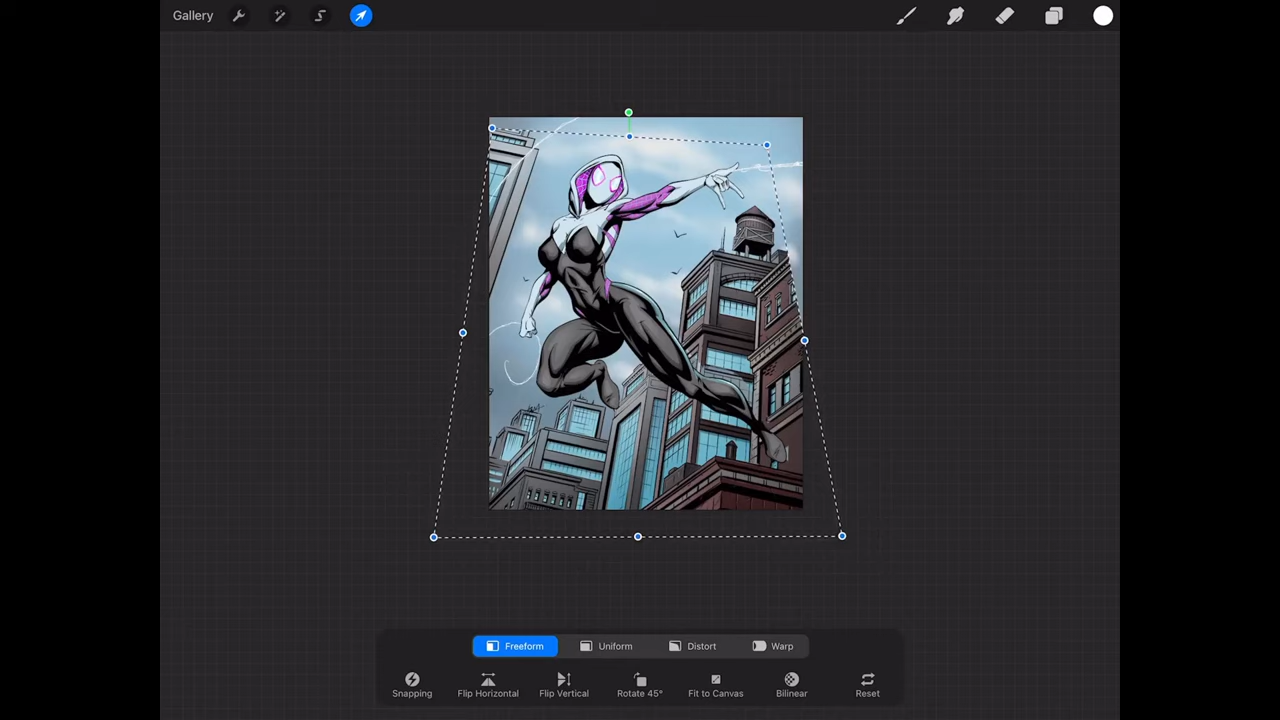 Gallery
Freeform Uniform Distort Warp
Snapping Flip Horizontal Flip Vertical Rotate 45° Fit to Canvas Bilinear Reset